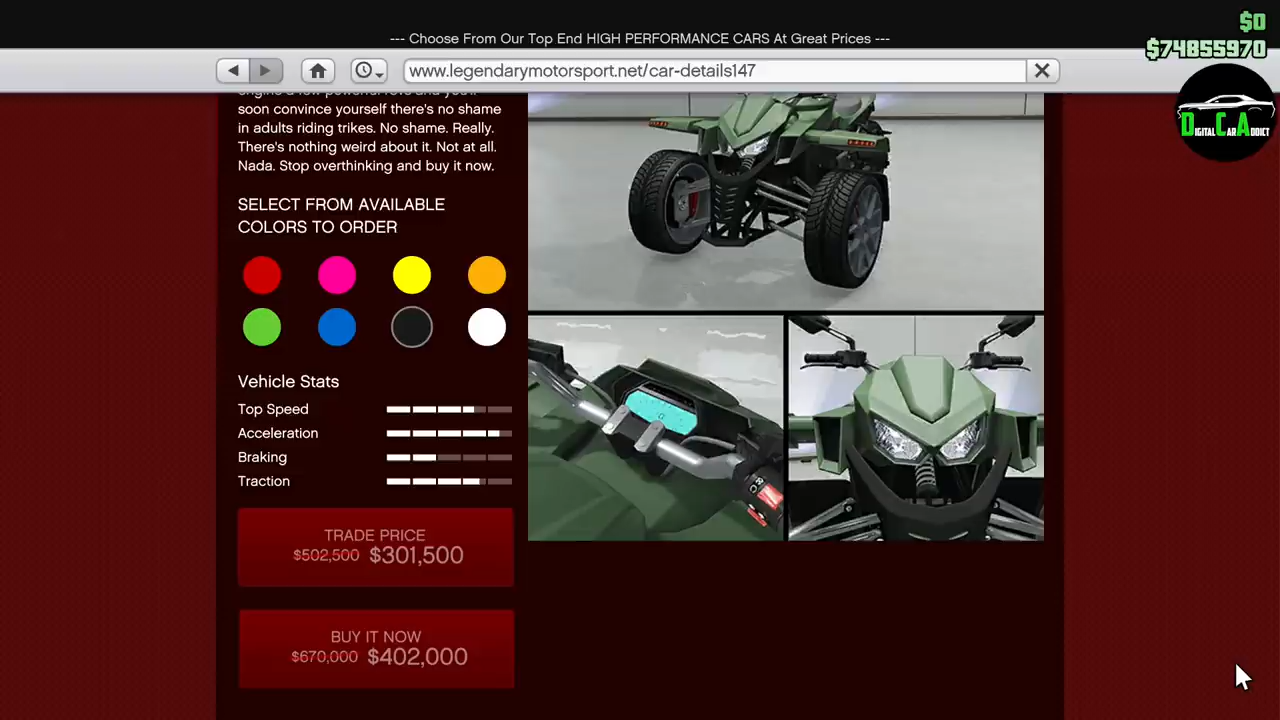 $0
--- Choose From Our Top End HIGH PERFORMANCE CARS At Great Prices ---
$74855970
www.legendarymotorsport.net/car-details147
DIGITAL CAR ADDICT
soon convince yourself there's no shame
in adults riding trikes. No shame. Really.
There's nothing weird about it. Not at all.
Nada. Stop overthinking and buy it now.
SELECT FROM AVAILABLE
COLORS TO ORDER
Vehicle Stats
Top Speed
Acceleration
Braking
Traction
TRADE PRICE
$502,500 $301,500
BUY IT NOW
$670,000 $402,000